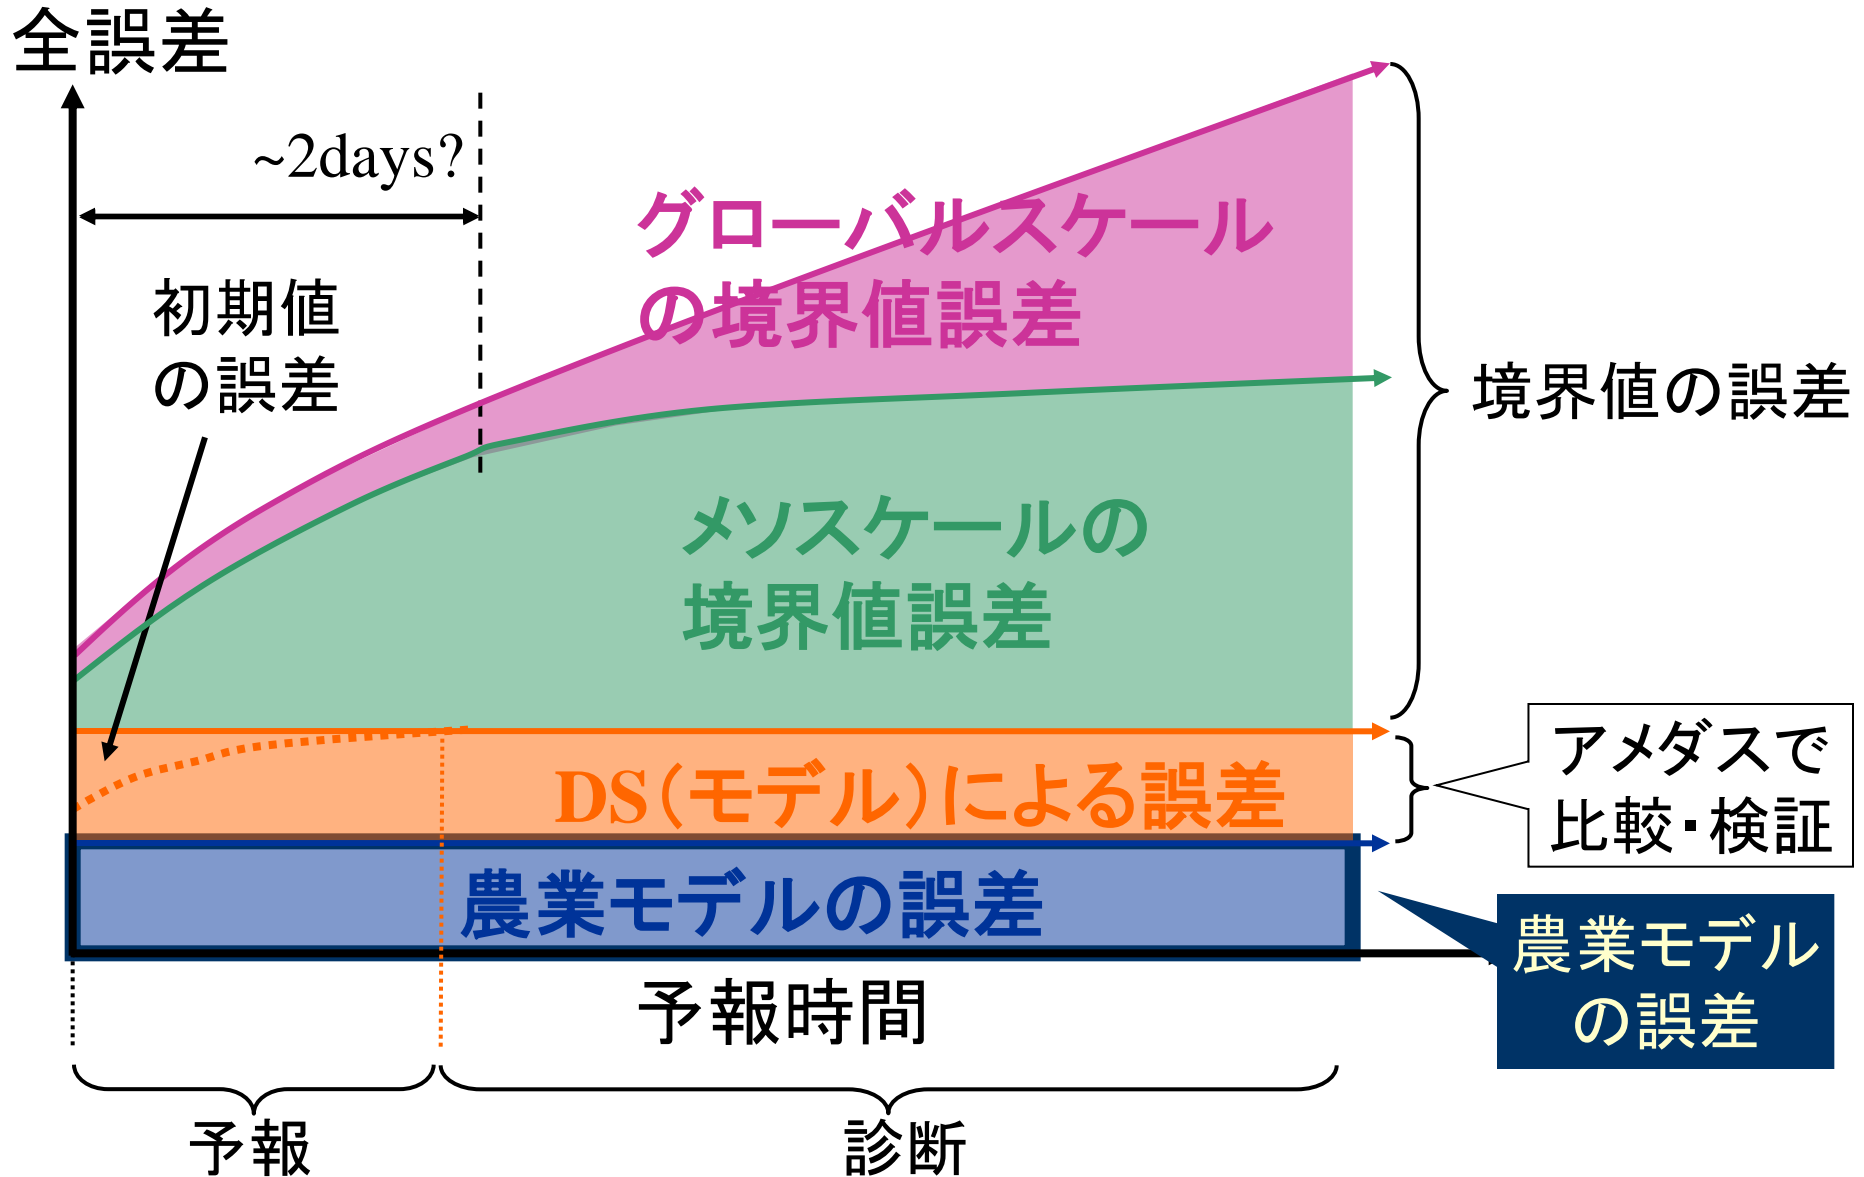 全誤差
~2days?
初期値
の誤差
グローバルスケール
の境界値誤差
境界値の誤差
メソスケールの
境界値誤差
アメダスで
比較・検証
DS(モデル)による誤差
農業モデルの誤差
農業モデル
の誤差
予報時間
予報
診断